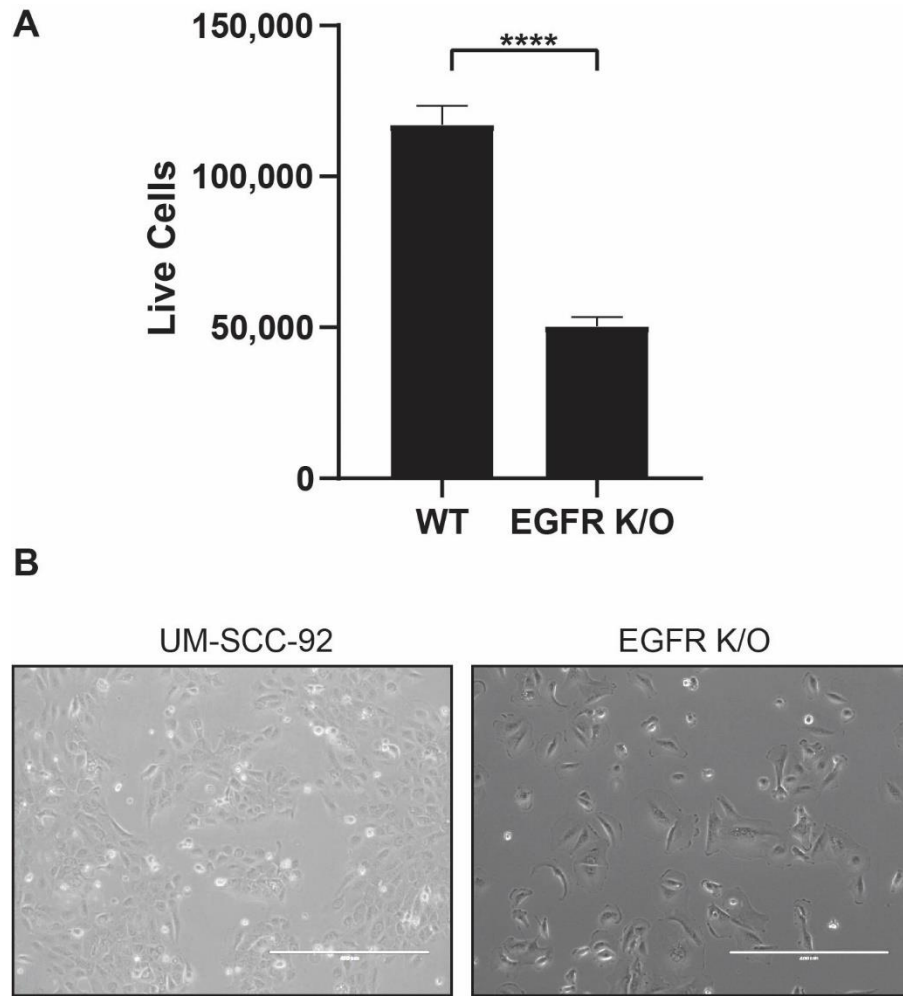 A
150,000
****
100,000
50,000
0
Live Cells
WT EGFR K/O
B
UM-SCC-92 EGFR K/O